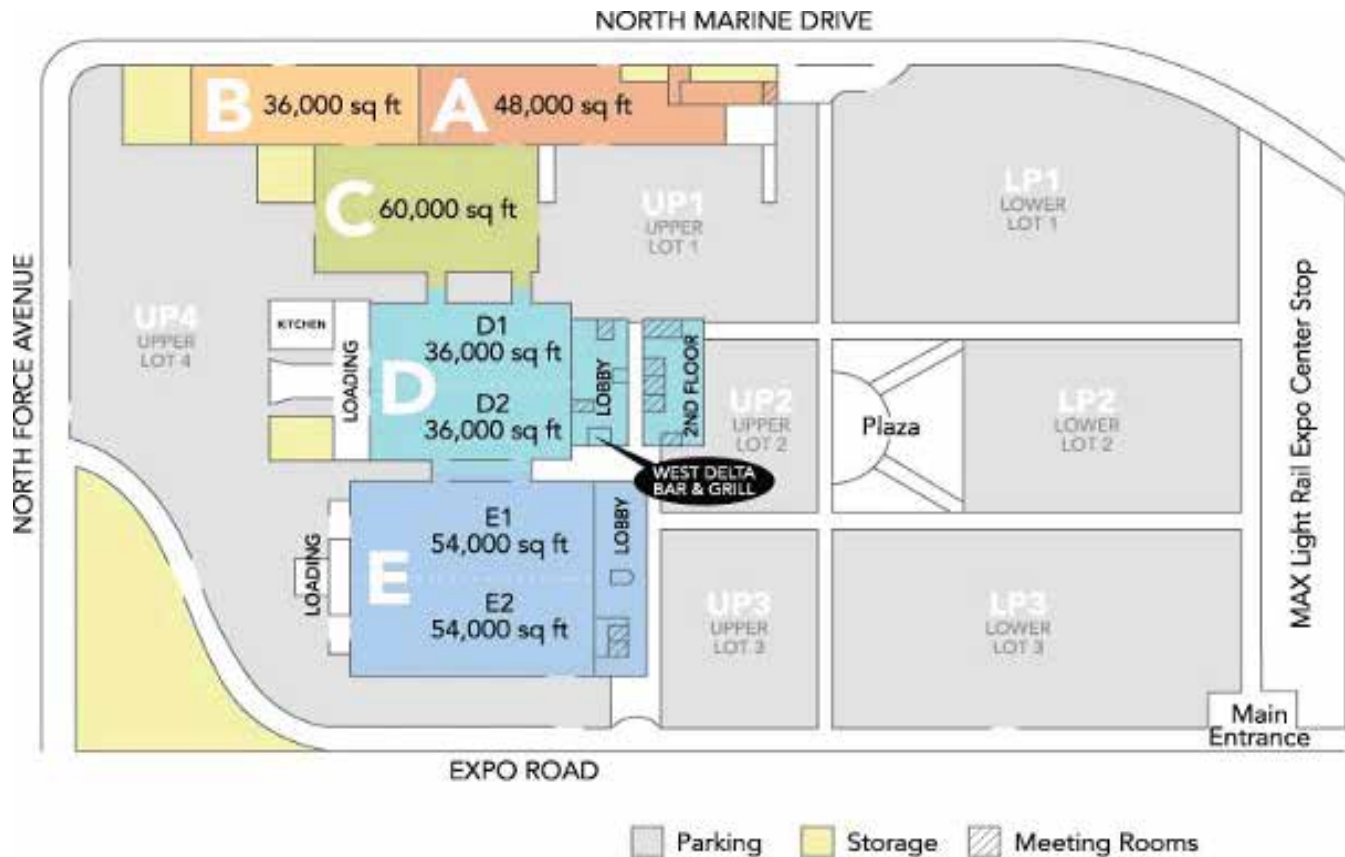 NORTH MARINE DRIVE
B 36,000 sq ft
A 48,000 sq ft
C 60,000 sq ft
UP1
UPPER
LOT 1
LP1
LOWER
LOT 1
NORTH FORCE AVENUE
UP4
UPPER
LOT 4
KITCHEN
LOADING
D
D1
36,000 sq ft
D2
36,000 sq ft
LOBBY
2ND FLOOR
UP2
UPPER
LOT 2
Plaza
LP2
LOWER
LOT 2
MAX Light Rail Expo Center Stop
WEST DELTA
BAR & GRILL
LOADING
E
E1
54,000 sq ft
E2
54,000 sq ft
LOBBY
UP3
UPPER
LOT 3
LP3
LOWER
LOT 3
Main
Entrance
EXPO ROAD
Parking
Storage
Meeting Rooms